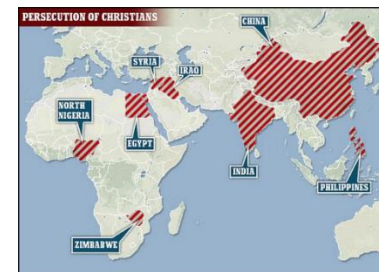 PERSECUTION OF CHRISTIANS
CHINA
SYRIA
IRAQ
NORTH
NIGERIA
EGYPT
INDIA
PHILIPPINES
ZIMBABWE